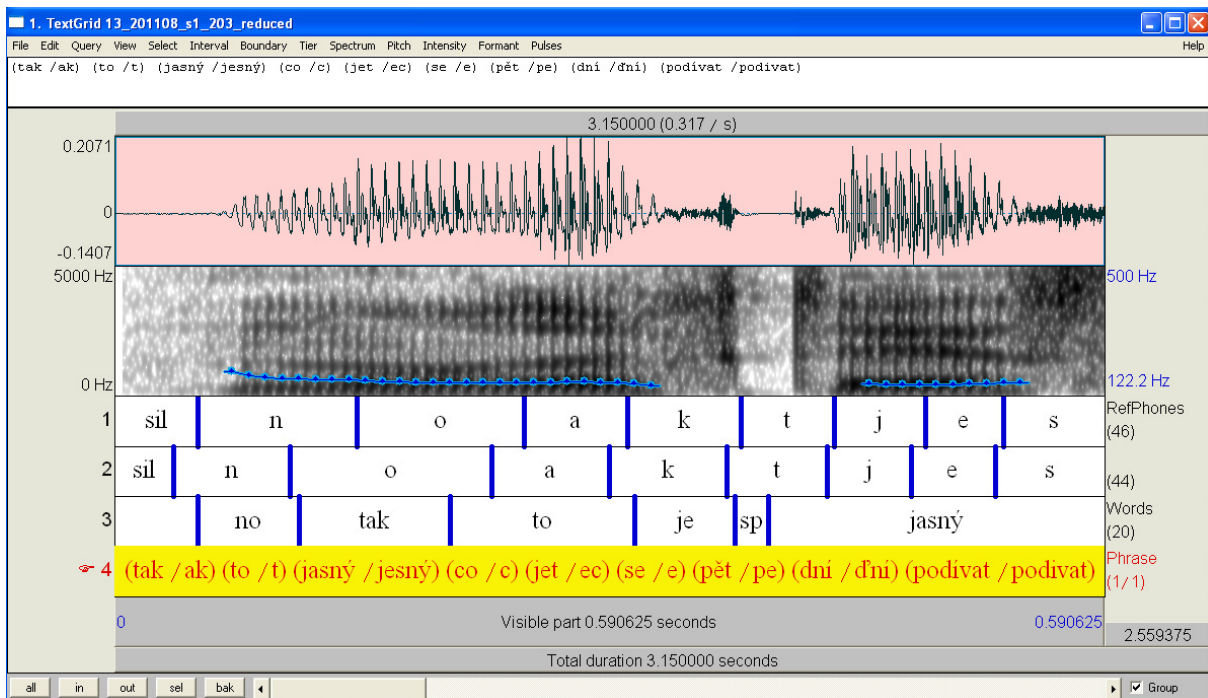 1. TextGrid 13_201108_s1_203_reduced
File Edit Query View Select Interval Boundary Tier Spectrum Pitch Intensity Formant Pulses Help
(tak /ak) (to /t) (jasný /jesný) (co /c) (jet /ec) (se /e) (pět /pe) (dní /ďní) (podívat /podivat)
3.150000 (0.317 / s)
0.2071
0
-0.1407
5000 Hz 500 Hz
0 Hz 122.2 Hz
1 sil n o a k t j e s RefPhones (46)
2 sil n o a k t j e s (44)
3 no tak to je sp jasný Words (20)
4 (tak /ak) (to /t) (jasný /jesný) (co /c) (jet /ec) (se /e) (pět /pe) (dní /ďní) (podívat /podivat) Phrase (1/1)
0 Visible part 0.590625 seconds 0.590625 2.559375
Total duration 3.150000 seconds
all in out sel bak Group